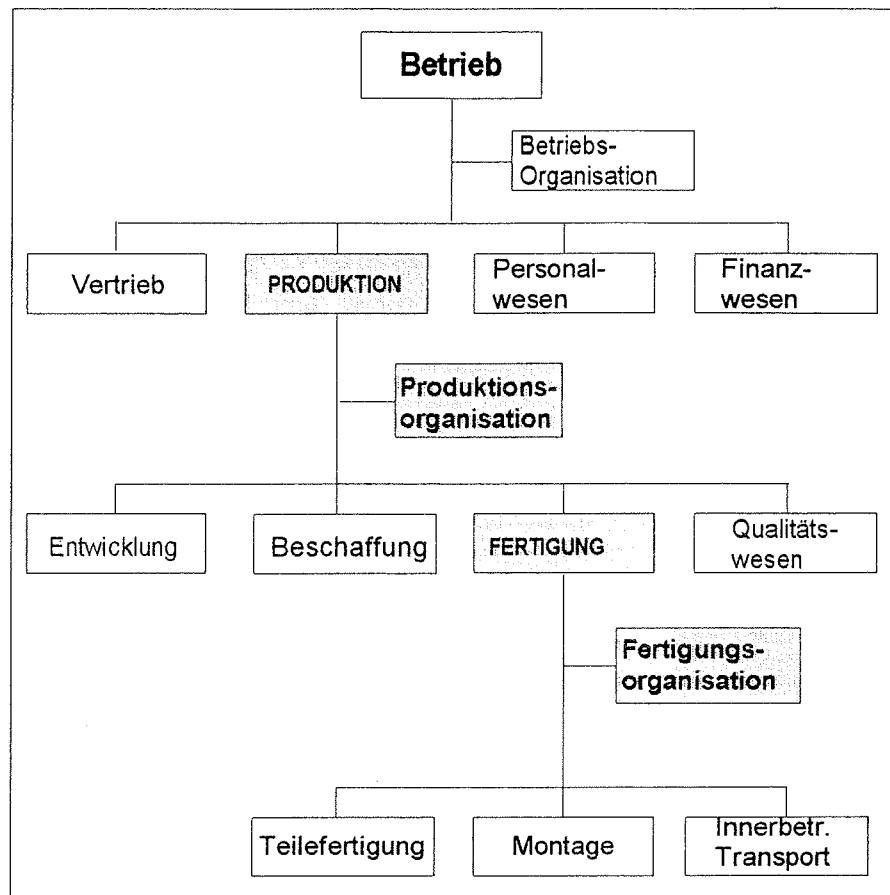 Betrieb
Betriebs-
Organisation
Vertrieb
PRODUKTION
Personal-
wesen
Finanz-
wesen
Produktions-
organisation
Entwicklung
Beschaffung
FERTIGUNG
Qualitäts-
wesen
Fertigungs-
organisation
Teilefertigung
Montage
Innerbetr.
Transport